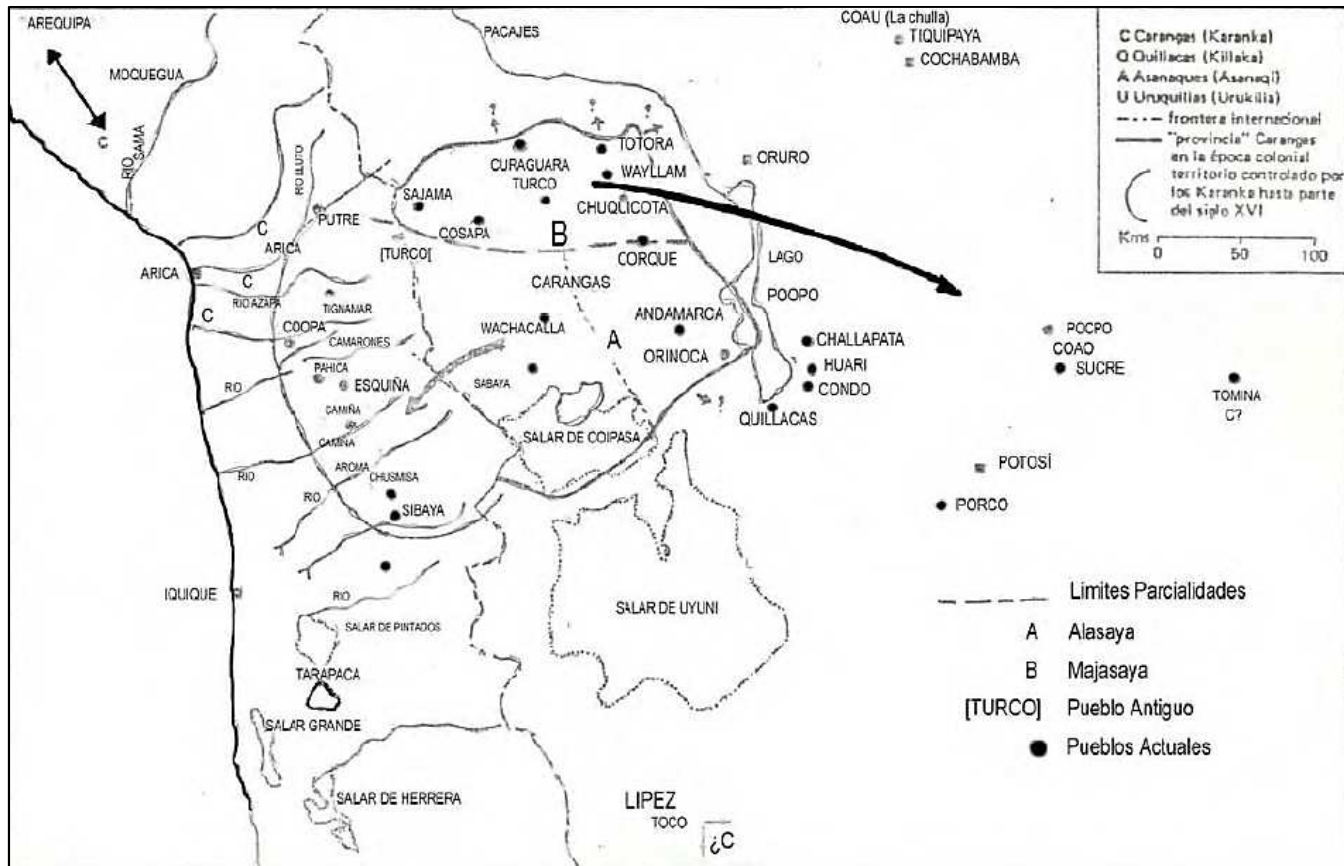 AREQUIPA
MOQUEGUA
PACAJES
COAU (La chulla)
TIQUIPAYA
COCHABAMBA
C Carangas (Karanka)
Q Quillacas (Killaka)
A Asanaques (Asanaqi)
U Uruquillas (Urukilla)
frontera internacional
"provincia" Carangas
en la época colonial
territorio controlado por
los Karanka hasta parte
del siglo XVI
Kms
0 50 100
C
RIO
SAMA
RIO LLUTO
TOTORA
CURAGUARA
TURCO
WAYLLAM
ORURO
SAJAMA
PUTRE
CHUQUICOTA
C
COSAPA
ARICA
[TURCO[
B
CORQUE
LAGO
ARICA
C
CARANGAS
RIO AZAPA
TIGNAMAR
POOPO
C
COOPA
WACHACALLA
ANDAMARCA
A
CHALLAPATA
POCPO
COAO
CAMARONES
ORINOCA
HUARI
SUCRE
PAHICA
RIO
ESQUIÑA
SABAYA
CONDO
TOMINA
C?
CAMIÑA
QUILLACAS
CAMIÑA
SALAR DE COIPASA
RIO
AROMA
CHUSMISA
POTOSÍ
RIO
SIBAYA
PORCO
IQUIQUE
RIO
SALAR DE UYUNI
SALAR DE PINTADOS
TARAPACA
SALAR GRANDE
SALAR DE HERRERA
LIPEZ
TOCO
¿C
Limites Parcialidades
A Alasaya
B Majasaya
[TURCO] Pueblo Antiguo
Pueblos Actuales